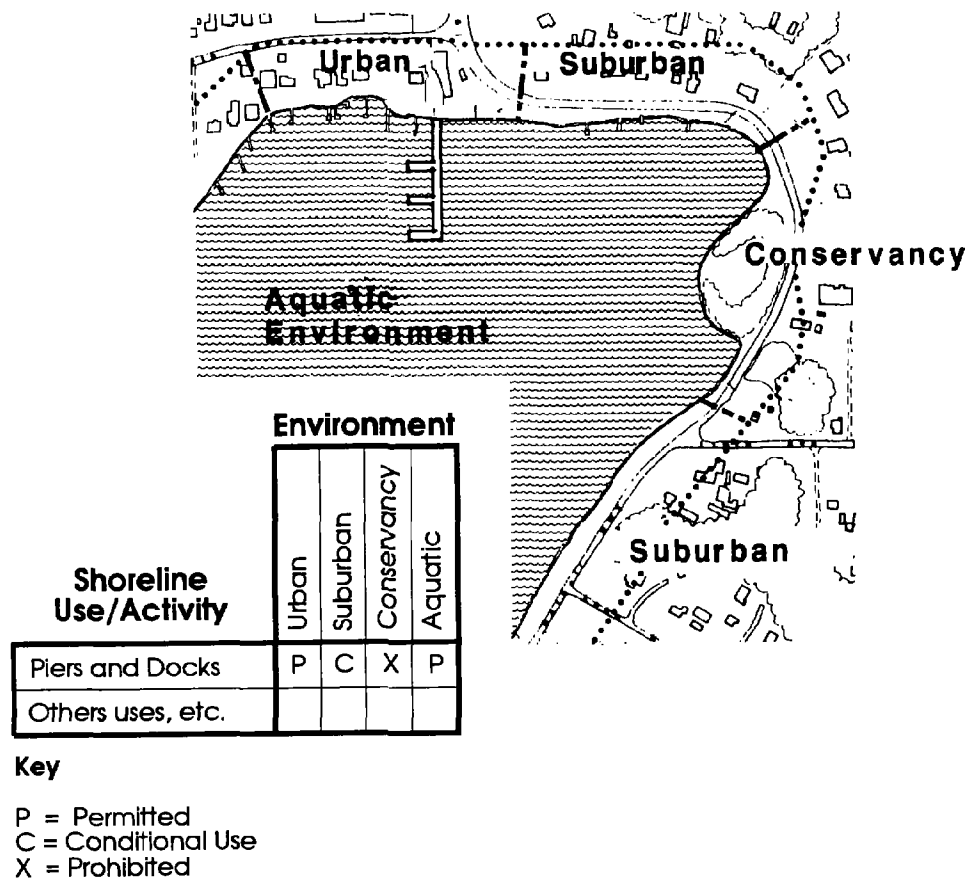 Urban
Suburban
Conservancy
Aquatic
Environment
Suburban
Environment
Shoreline
Use/Activity
Urban
Suburban
Conservancy
Aquatic
Piers and Docks P C X P
Others uses, etc.
Key
P = Permitted
C = Conditional Use
X = Prohibited